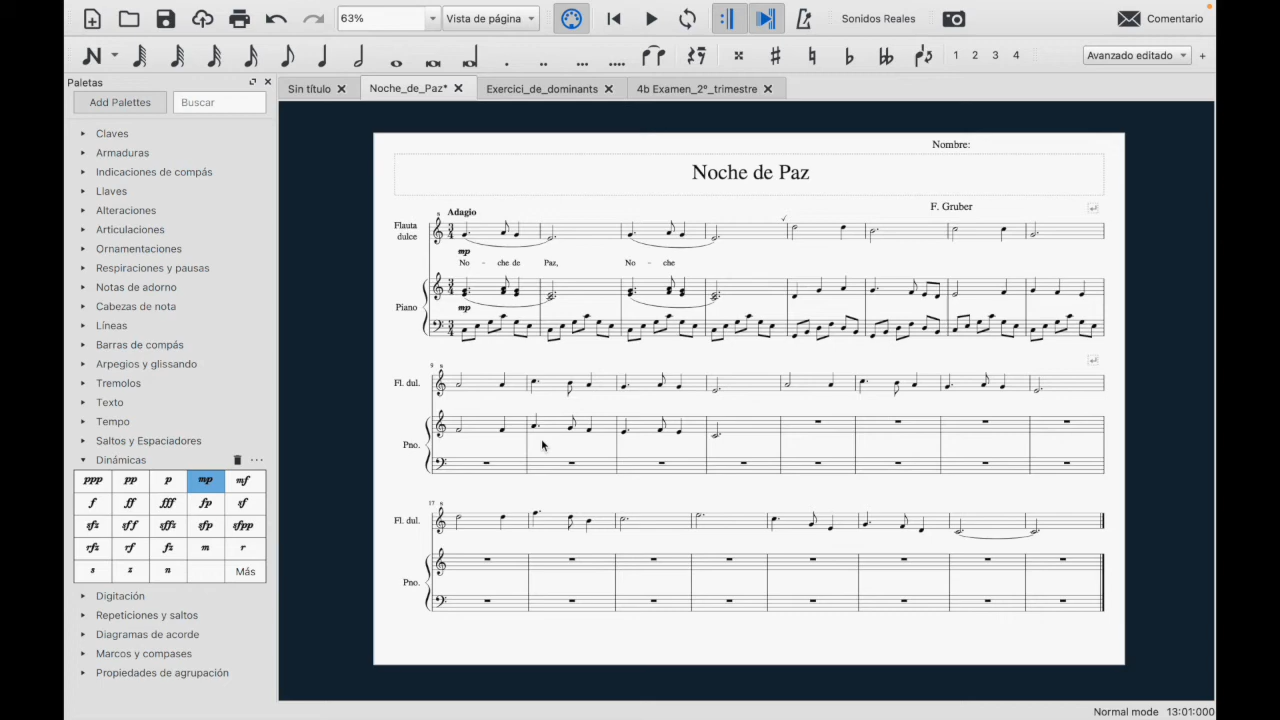 63%
Vista de página
Sonidos Reales
Comentario
1 2 3 4
Avanzado editado
+
Paletas
Sin título
Noche_de_Paz*
Exercici_de_dominants
4b Examen_2º_trimestre
Add Palettes
Buscar
Claves
Armaduras
Indicaciones de compás
Llaves
Alteraciones
Articulaciones
Ornamentaciones
Respiraciones y pausas
Notas de adorno
Cabezas de nota
Líneas
Barras de compás
Arpegios y glissando
Tremolos
Texto
Tempo
Saltos y Espaciadores
Dinámicas
ppp pp p mp mf
f ff fff fp sf
sfz sff sffz sfp sfpp
rfz rf fz m r
s z n Más
Digitación
Repeticiones y saltos
Diagramas de acorde
Marcos y compases
Propiedades de agrupación
Nombre:
Noche de Paz
F. Gruber
Adagio
Flauta
dulce
mp
No - che de Paz, No - che
Piano
mp
9
Fl. dul.
Pno.
17
Fl. dul.
Pno.
Normal mode 13:01:000